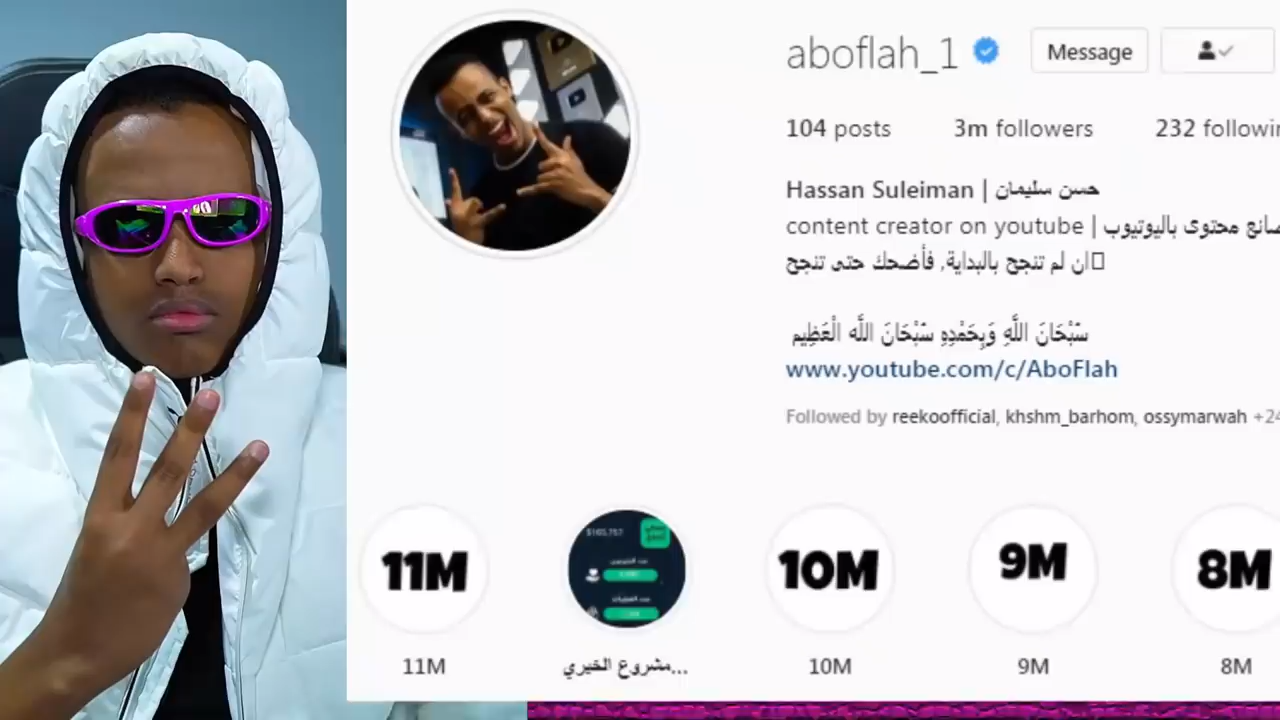 aboflah_1
Message
104 posts 3m followers 232
Hassan Suleiman | حسن سليمان
content creator on youtube | صانع محتوى باليوتيوب
ان لم تنجح بالبداية, فأضحك حتى تنجح
سُبْحَانَ اللَّهِ وَبِحَمْدِهِ سُبْحَانَ اللَّه الْعَظِيم
www.youtube.com/c/AboFlah
Followed by reekoofficial, khshm_barhom, ossymarwah
11M 10M 9M 8M
11M مشروع الخيري... 10M 9M 8M